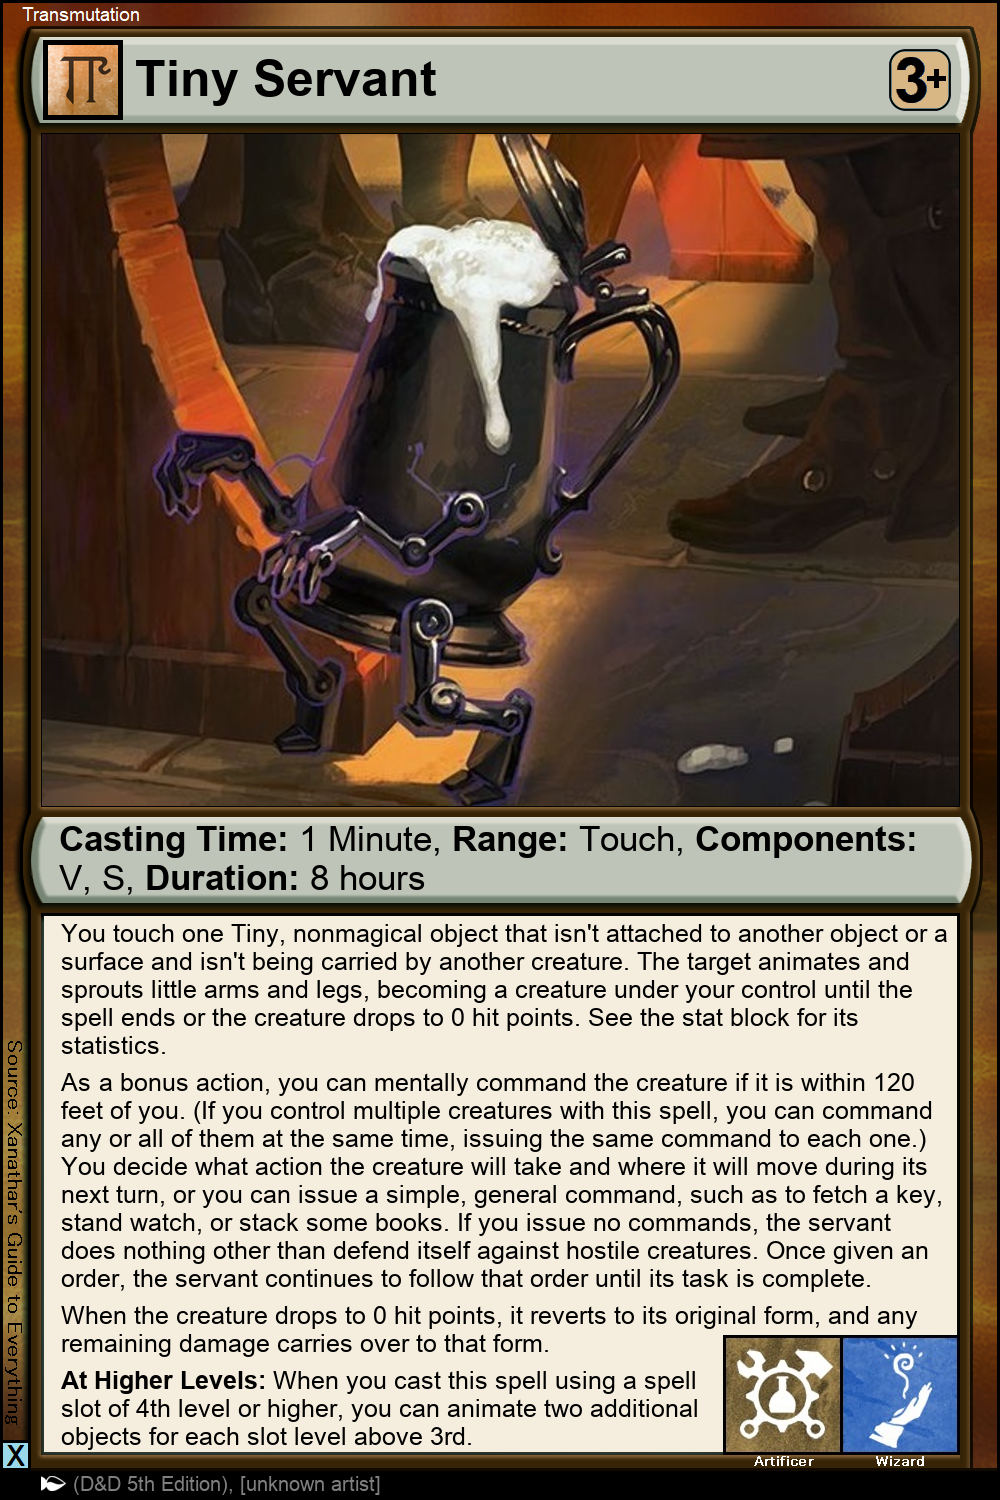 Transmutation
Tiny Servant
3+
Casting Time: 1 Minute, Range: Touch, Components:
V, S, Duration: 8 hours
You touch one Tiny, nonmagical object that isn't attached to another object or a
surface and isn't being carried by another creature. The target animates and
sprouts little arms and legs, becoming a creature under your control until the
spell ends or the creature drops to 0 hit points. See the stat block for its
statistics.
As a bonus action, you can mentally command the creature if it is within 120
feet of you. (If you control multiple creatures with this spell, you can command
any or all of them at the same time, issuing the same command to each one.)
You decide what action the creature will take and where it will move during its
next turn, or you can issue a simple, general command, such as to fetch a key,
stand watch, or stack some books. If you issue no commands, the servant
does nothing other than defend itself against hostile creatures. Once given an
order, the servant continues to follow that order until its task is complete.
When the creature drops to 0 hit points, it reverts to its original form, and any
remaining damage carries over to that form.
At Higher Levels: When you cast this spell using a spell
slot of 4th level or higher, you can animate two additional
objects for each slot level above 3rd.
Artificer
Wizard
Source: Xanathar's Guide to Everything
X
(D&D 5th Edition), [unknown artist]